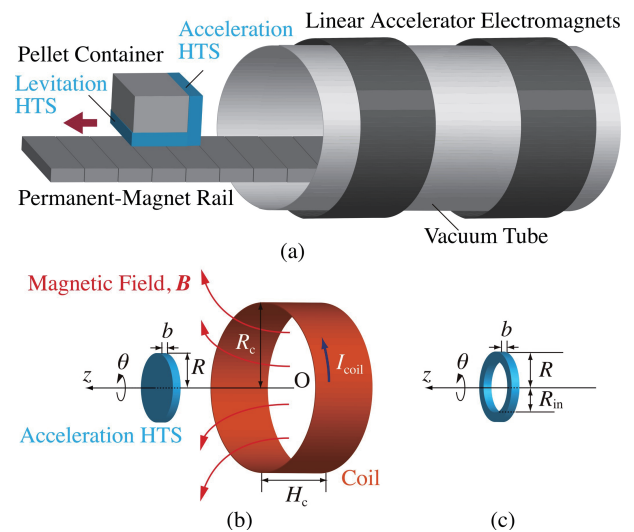 Linear Accelerator Electromagnets
Acceleration
HTS
Pellet Container
Levitation
HTS
Permanent-Magnet Rail
Vacuum Tube
(a)
Magnetic Field, B
b
R
R_c
I_coil
θ
z
O
Acceleration HTS
H_c
Coil
(b)
b
θ
R
z
R_in
(c)